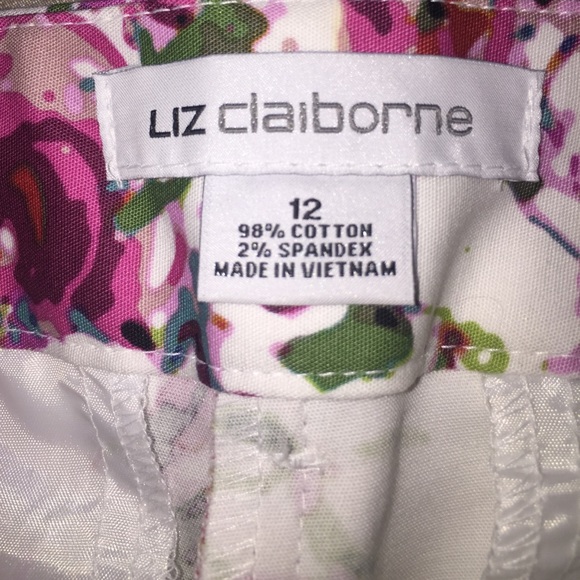 LIZ claiborne
12
98% COTTON
2% SPANDEX
MADE IN VIETNAM